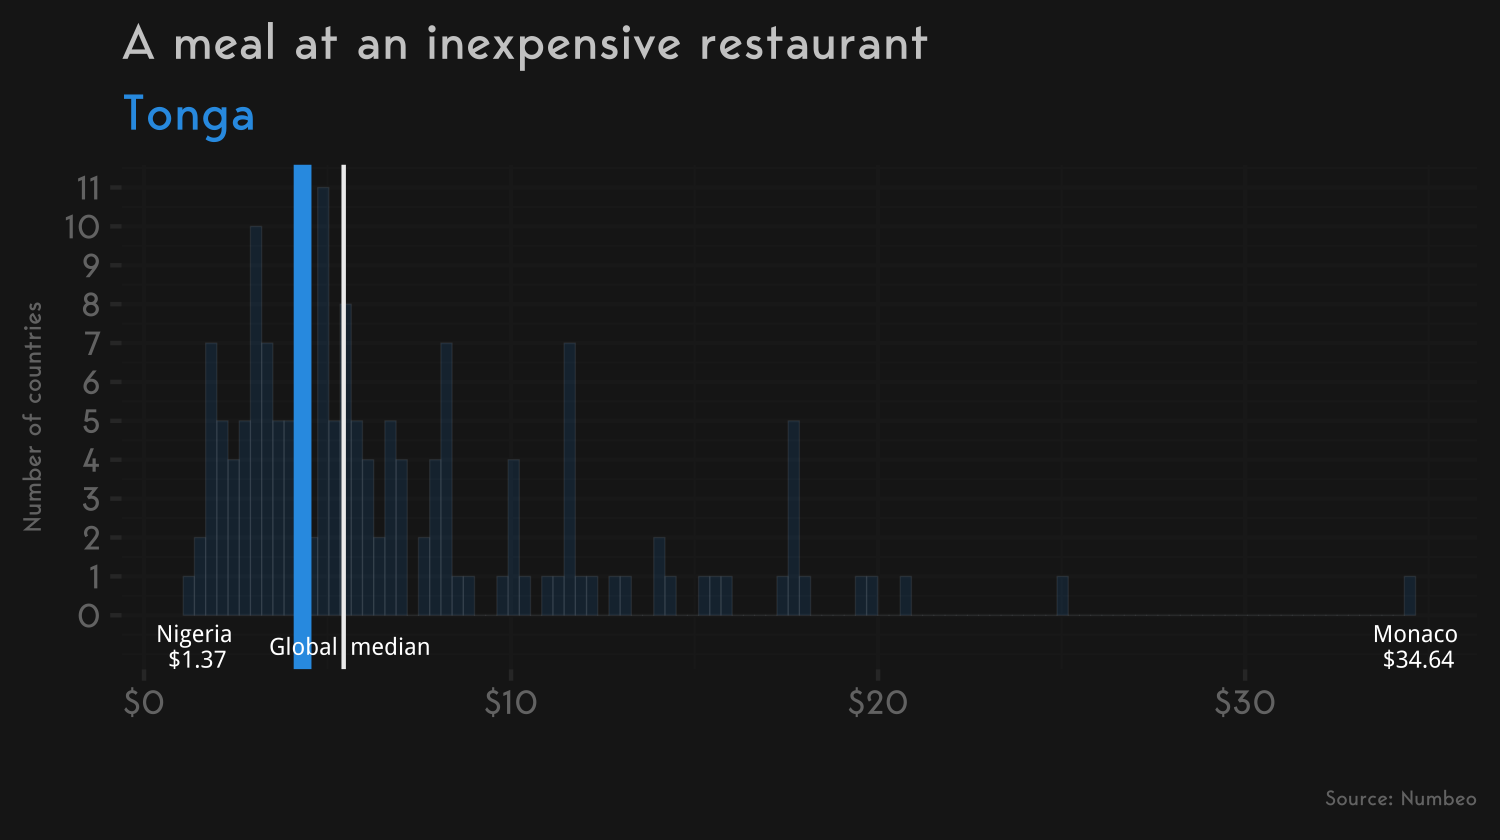 A meal at an inexpensive restaurant
Tonga
Number of countries
11
10
9
8
7
6
5
4
3
2
1
0
Nigeria
$1.37
Global median
Monaco
$34.64
$0 $10 $20 $30
Source: Numbeo